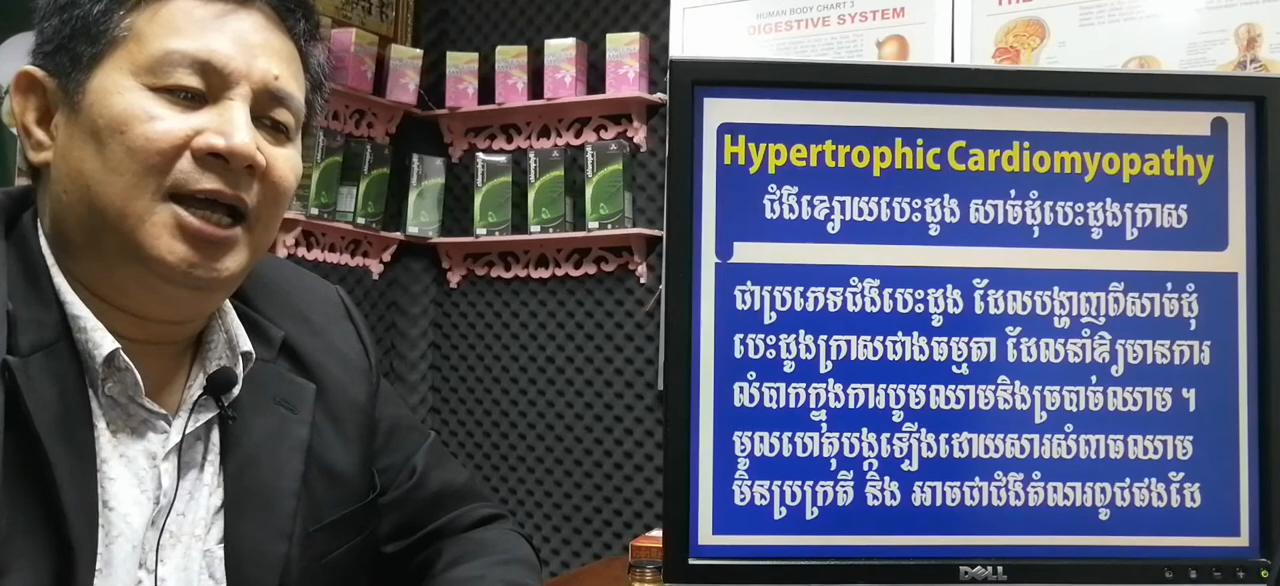 HUMAN BODY CHART 3
DIGESTIVE SYSTEM
THE
Hypertrophic Cardiomyopathy
ជំងឺខ្សោយបេះដូង សាច់ដុំបេះដូងក្រាស
ជាប្រភេទជំងឺបេះដូង ដែលបង្ហាញពីសាច់ដុំ
បេះដូងក្រាសជាងធម្មតា ដែលនាំឱ្យមានការ
លំបាកក្នុងការបូមឈាមនិងច្របាច់ឈាម ។
មូលហេតុបង្កឡើងដោយសារសំពាធឈាម
មិនប្រក្រតី និង អាចជាជំងឺតំណរពូជផងដែ
chlorophyll
chlorophyll
chlorophyll
DELL